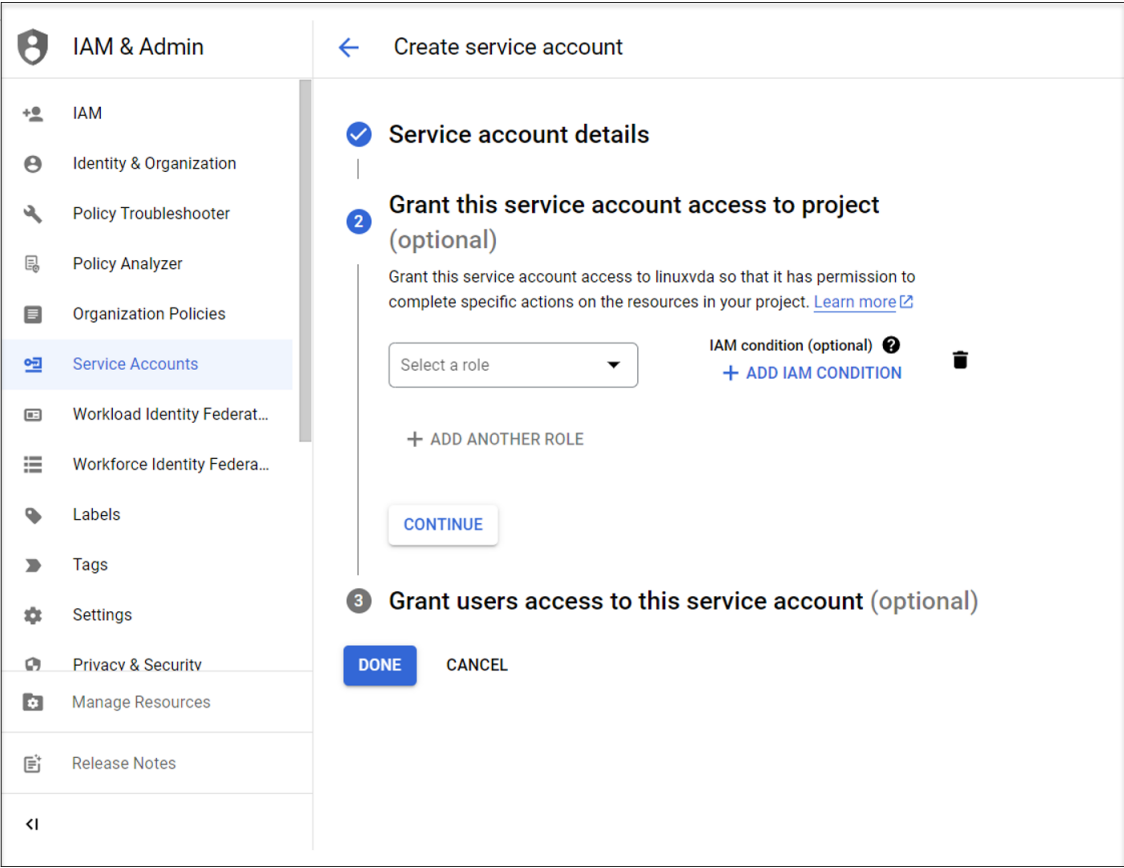 IAM & Admin
IAM
Identity & Organization
Policy Troubleshooter
Policy Analyzer
Organization Policies
Service Accounts
Workload Identity Federat...
Workforce Identity Federa...
Labels
Tags
Settings
Privacy & Security
Manage Resources
Release Notes
Create service account
Service account details
2
Grant this service account access to project
(optional)
Grant this service account access to linuxvda so that it has permission to
complete specific actions on the resources in your project. Learn more
Select a role
IAM condition (optional) ?
+ ADD IAM CONDITION
+ ADD ANOTHER ROLE
CONTINUE
3 Grant users access to this service account (optional)
DONE CANCEL